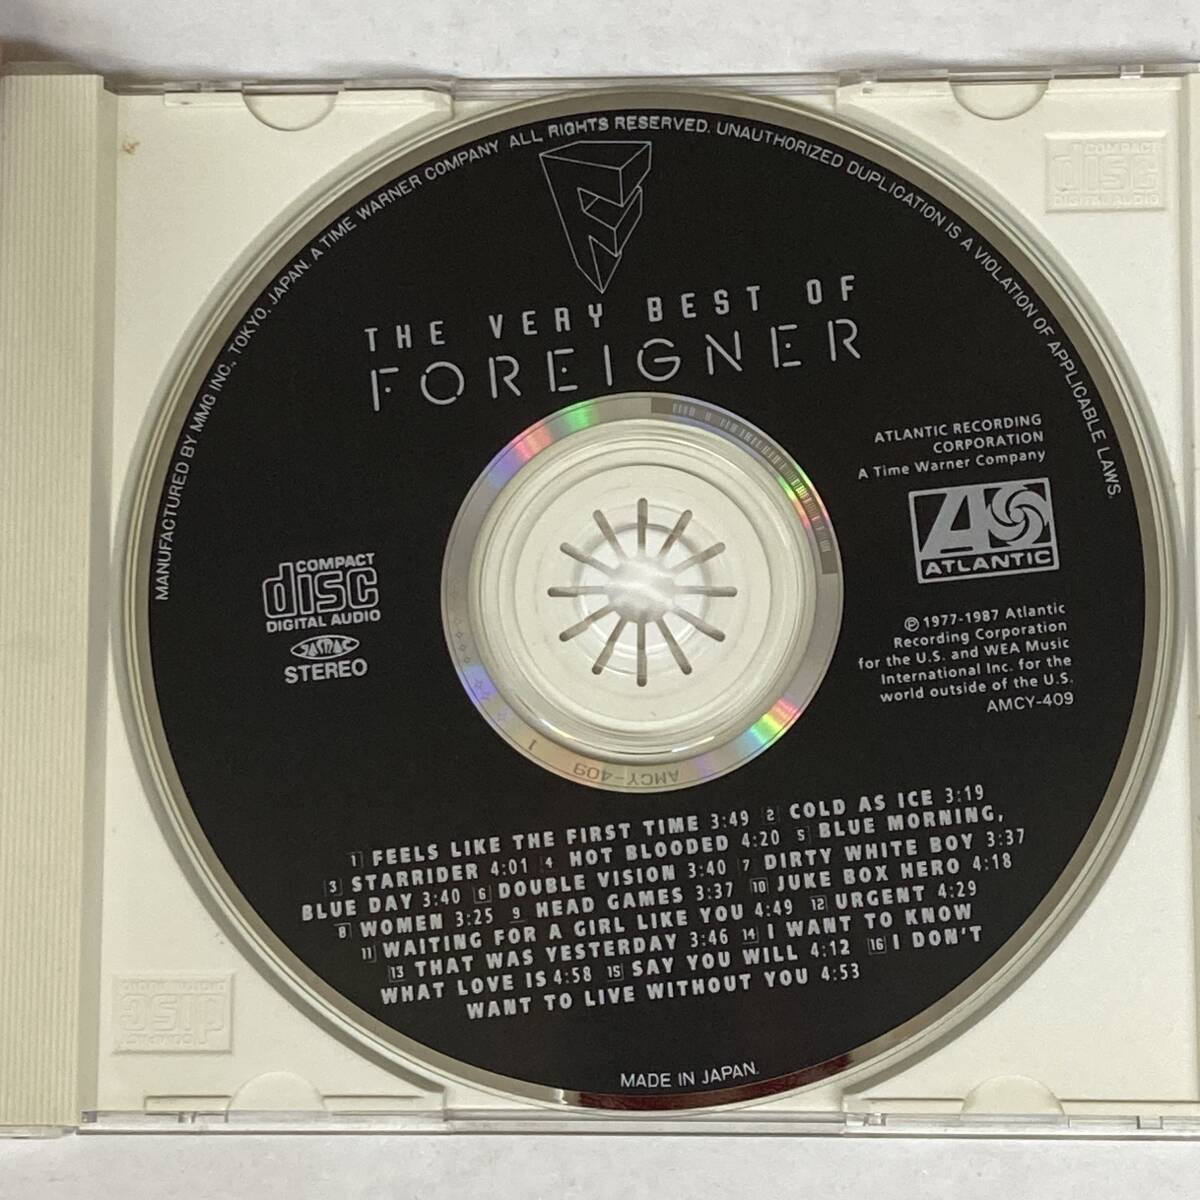 MANUFACTURED BY MMG INC., TOKYO, JAPAN. A TIME WARNER COMPANY ALL RIGHTS RESERVED. UNAUTHORIZED DUPLICATION IS A VIOLATION OF APPLICABLE LAWS.
THE VERY BEST OF
FOREIGNER
ATLANTIC RECORDING
CORPORATION
A Time Warner Company
ATLANTIC
COMPACT
disc
DIGITAL AUDIO
JASRAC
STEREO
℗ 1977-1987 Atlantic
Recording Corporation
for the U.S. and WEA Music
International Inc. for the
world outside of the U.S.
AMCY-409
AMCY-409 1
1 FEELS LIKE THE FIRST TIME 3:49 2 COLD AS ICE 3:19
3 STARRIDER 4:01 4 HOT BLOODED 4:20 5 BLUE MORNING,
BLUE DAY 3:40 6 DOUBLE VISION 3:40 7 DIRTY WHITE BOY 3:37
8 WOMEN 3:25 9 HEAD GAMES 3:37 10 JUKE BOX HERO 4:18
11 WAITING FOR A GIRL LIKE YOU 4:49 12 URGENT 4:29
13 THAT WAS YESTERDAY 3:46 14 I WANT TO KNOW
WHAT LOVE IS 4:58 15 SAY YOU WILL 4:12 16 I DON'T
WANT TO LIVE WITHOUT YOU 4:53
MADE IN JAPAN.
COMPACT
disc
DIGITAL AUDIO
COMPACT
disc
DIGITAL AUDIO